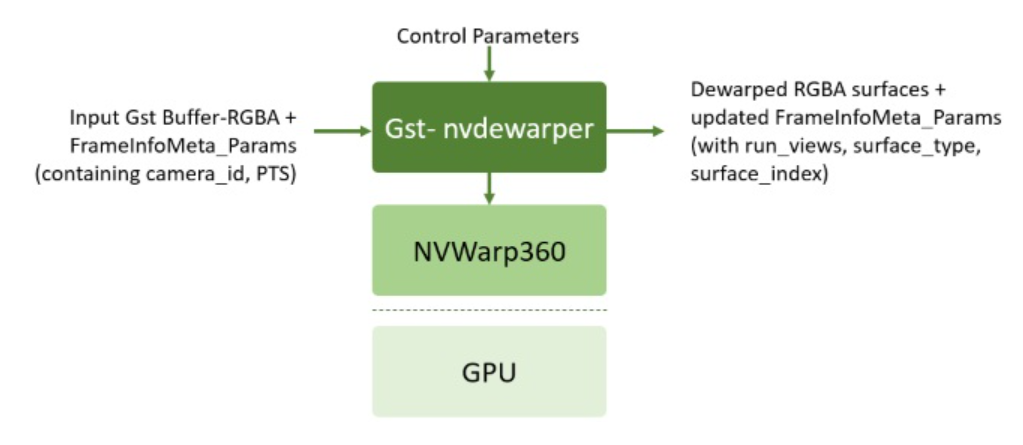 Control Parameters
Input Gst Buffer-RGBA +
FrameInfoMeta_Params
(containing camera_id, PTS)
Gst- nvdewarper
Dewarped RGBA surfaces +
updated FrameInfoMeta_Params
(with run_views, surface_type,
surface_index)
NVWarp360
GPU